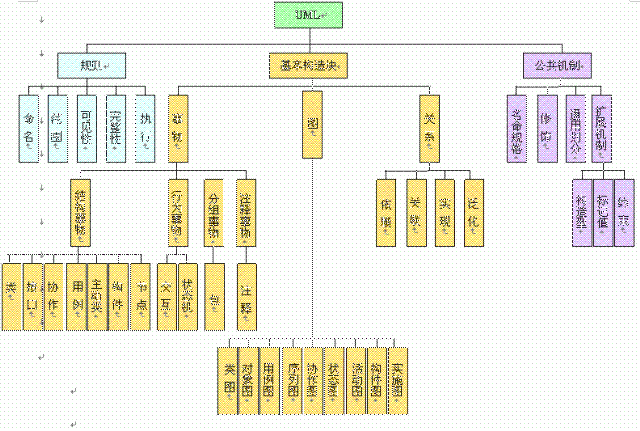 UML
规则
基本构造块
公共机制
命名
范围
可见性
完整性
执行
事物
图
关系
修饰
通用划分
扩展机制
结构事物
行为事物
分组事物
注释事物
依赖
关联
实现
泛化
构造型
标记值
约束
类
接口
协作
用例
主动类
构件
节点
交互
状态机
包
注释
类图
对象图
用例图
序列图
协作图
状态图
活动图
构件图
实施图